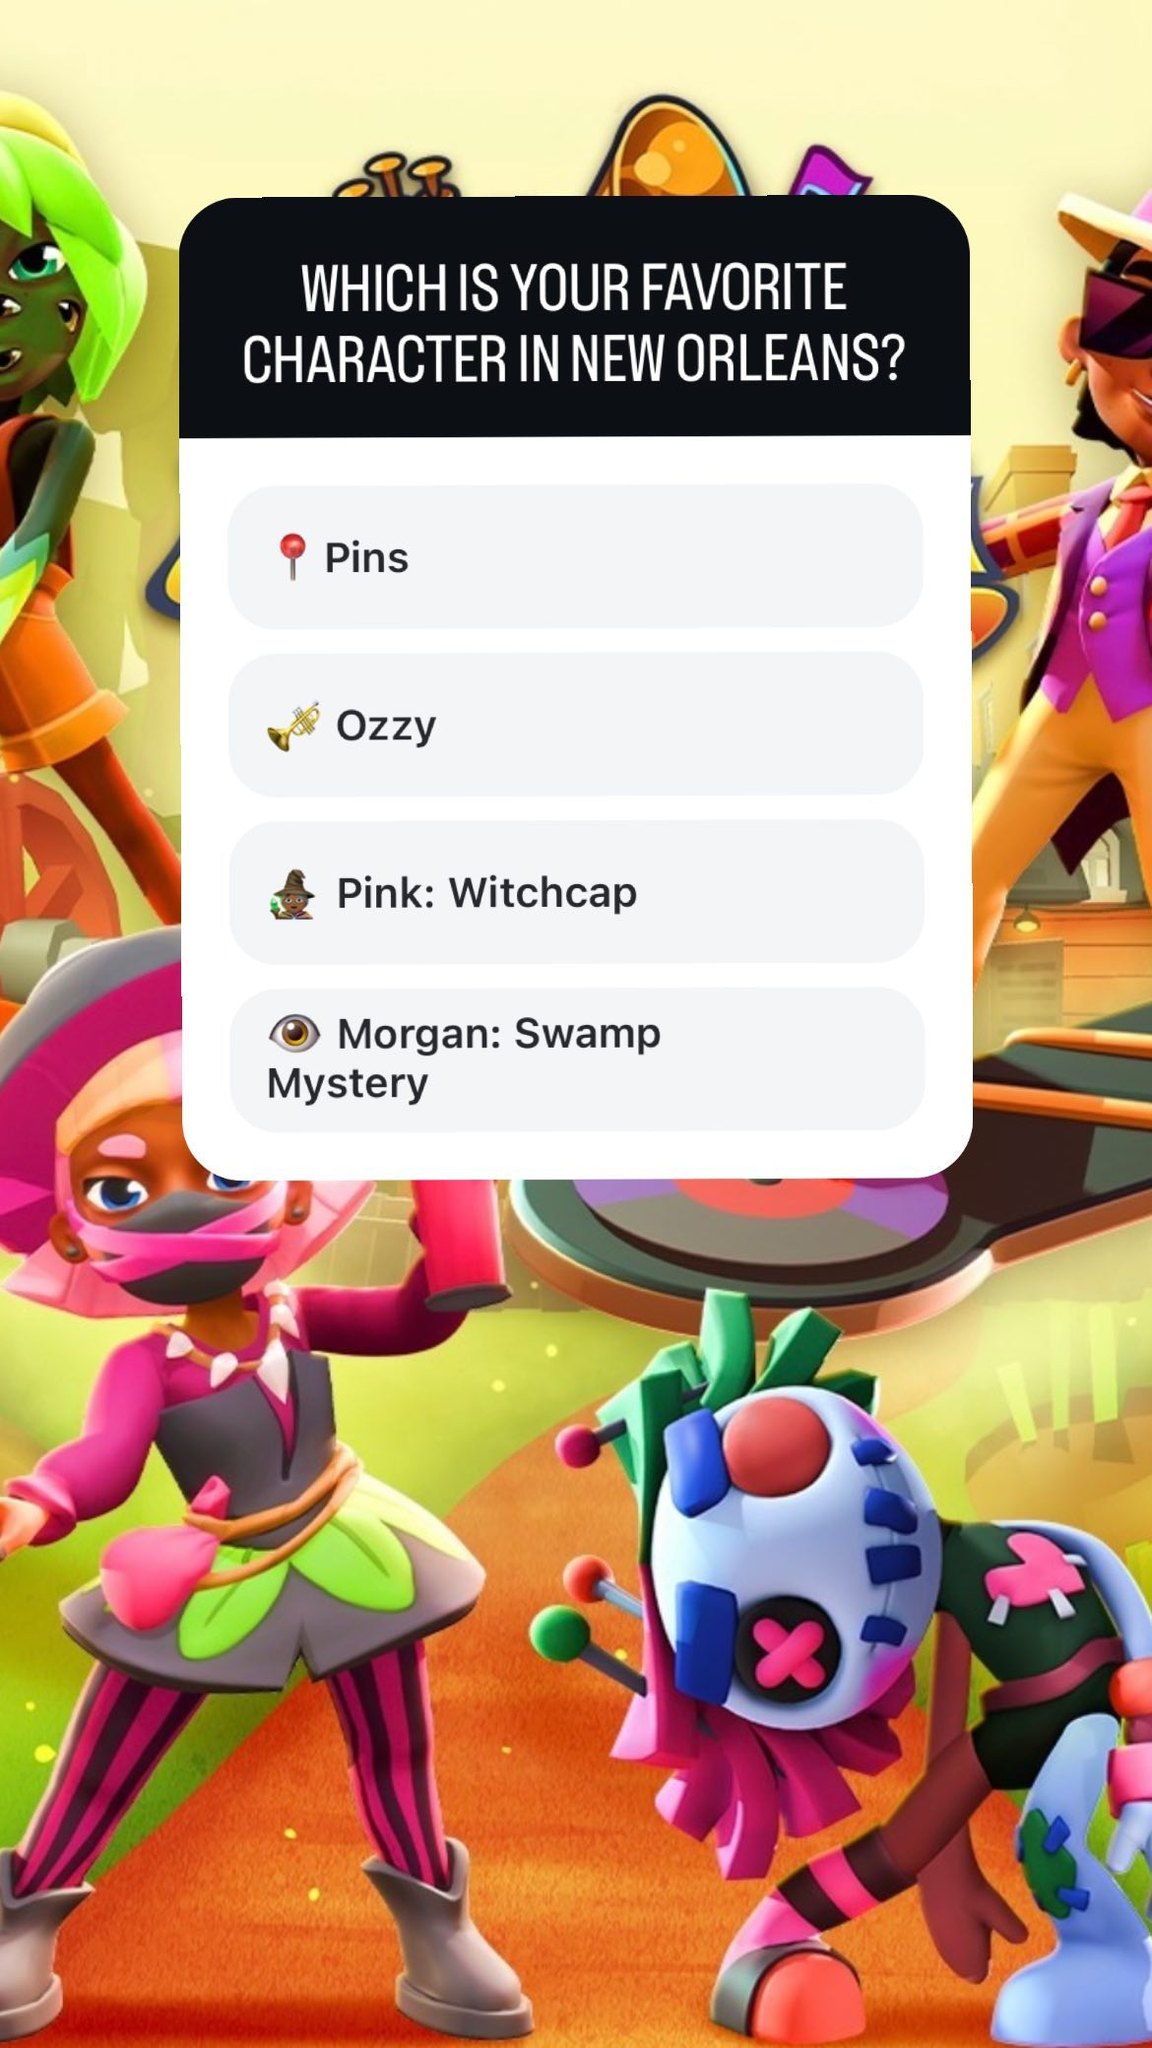 WHICH IS YOUR FAVORITE
CHARACTER IN NEW ORLEANS?
📍 Pins
🎺 Ozzy
🧙🏿 Pink: Witchcap
👁️ Morgan: Swamp
Mystery